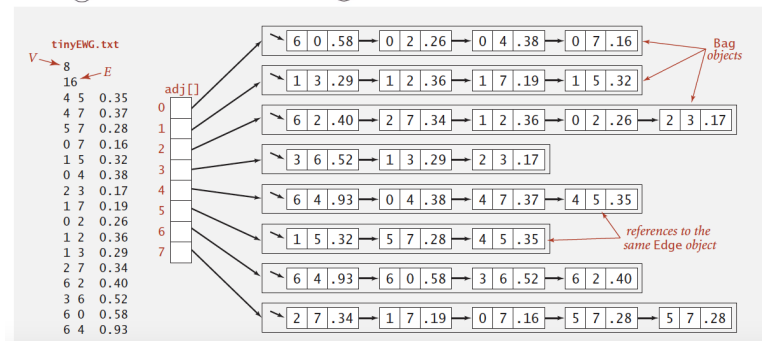 tinyEWG.txt
V
8
16
E
4 5 0.35
4 7 0.37
5 7 0.28
0 7 0.16
1 5 0.32
0 4 0.38
2 3 0.17
1 7 0.19
0 2 0.26
1 2 0.36
1 3 0.29
2 7 0.34
6 2 0.40
3 6 0.52
6 0 0.58
6 4 0.93
adj[]
0
1
2
3
4
5
6
7
6 0 .58 0 2 .26 0 4 .38 0 7 .16
1 3 .29 1 2 .36 1 7 .19 1 5 .32
6 2 .40 2 7 .34 1 2 .36 0 2 .26 2 3 .17
3 6 .52 1 3 .29 2 3 .17
6 4 .93 0 4 .38 4 7 .37 4 5 .35
1 5 .32 5 7 .28 4 5 .35
6 4 .93 6 0 .58 3 6 .52 6 2 .40
2 7 .34 1 7 .19 0 7 .16 5 7 .28 5 7 .28
Bag
objects
references to the
same Edge object